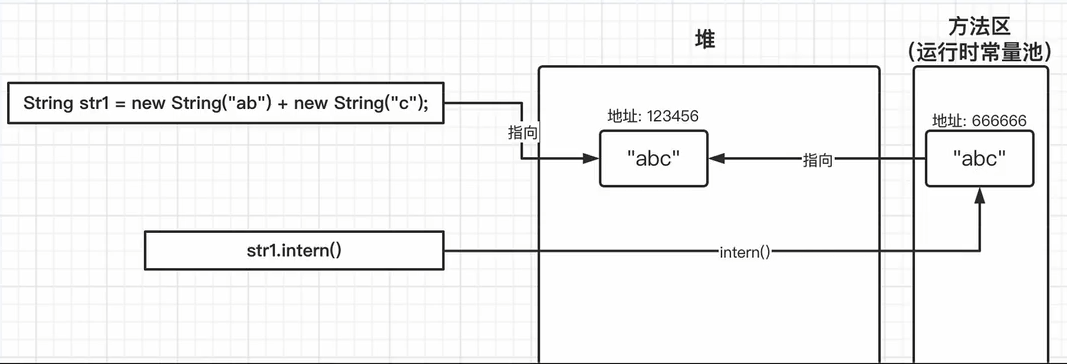 堆
方法区
(运行时常量池)
String str1 = new String("ab") + new String("c");
地址: 123456
地址: 666666
指向
"abc"
指向
"abc"
str1.intern()
intern()